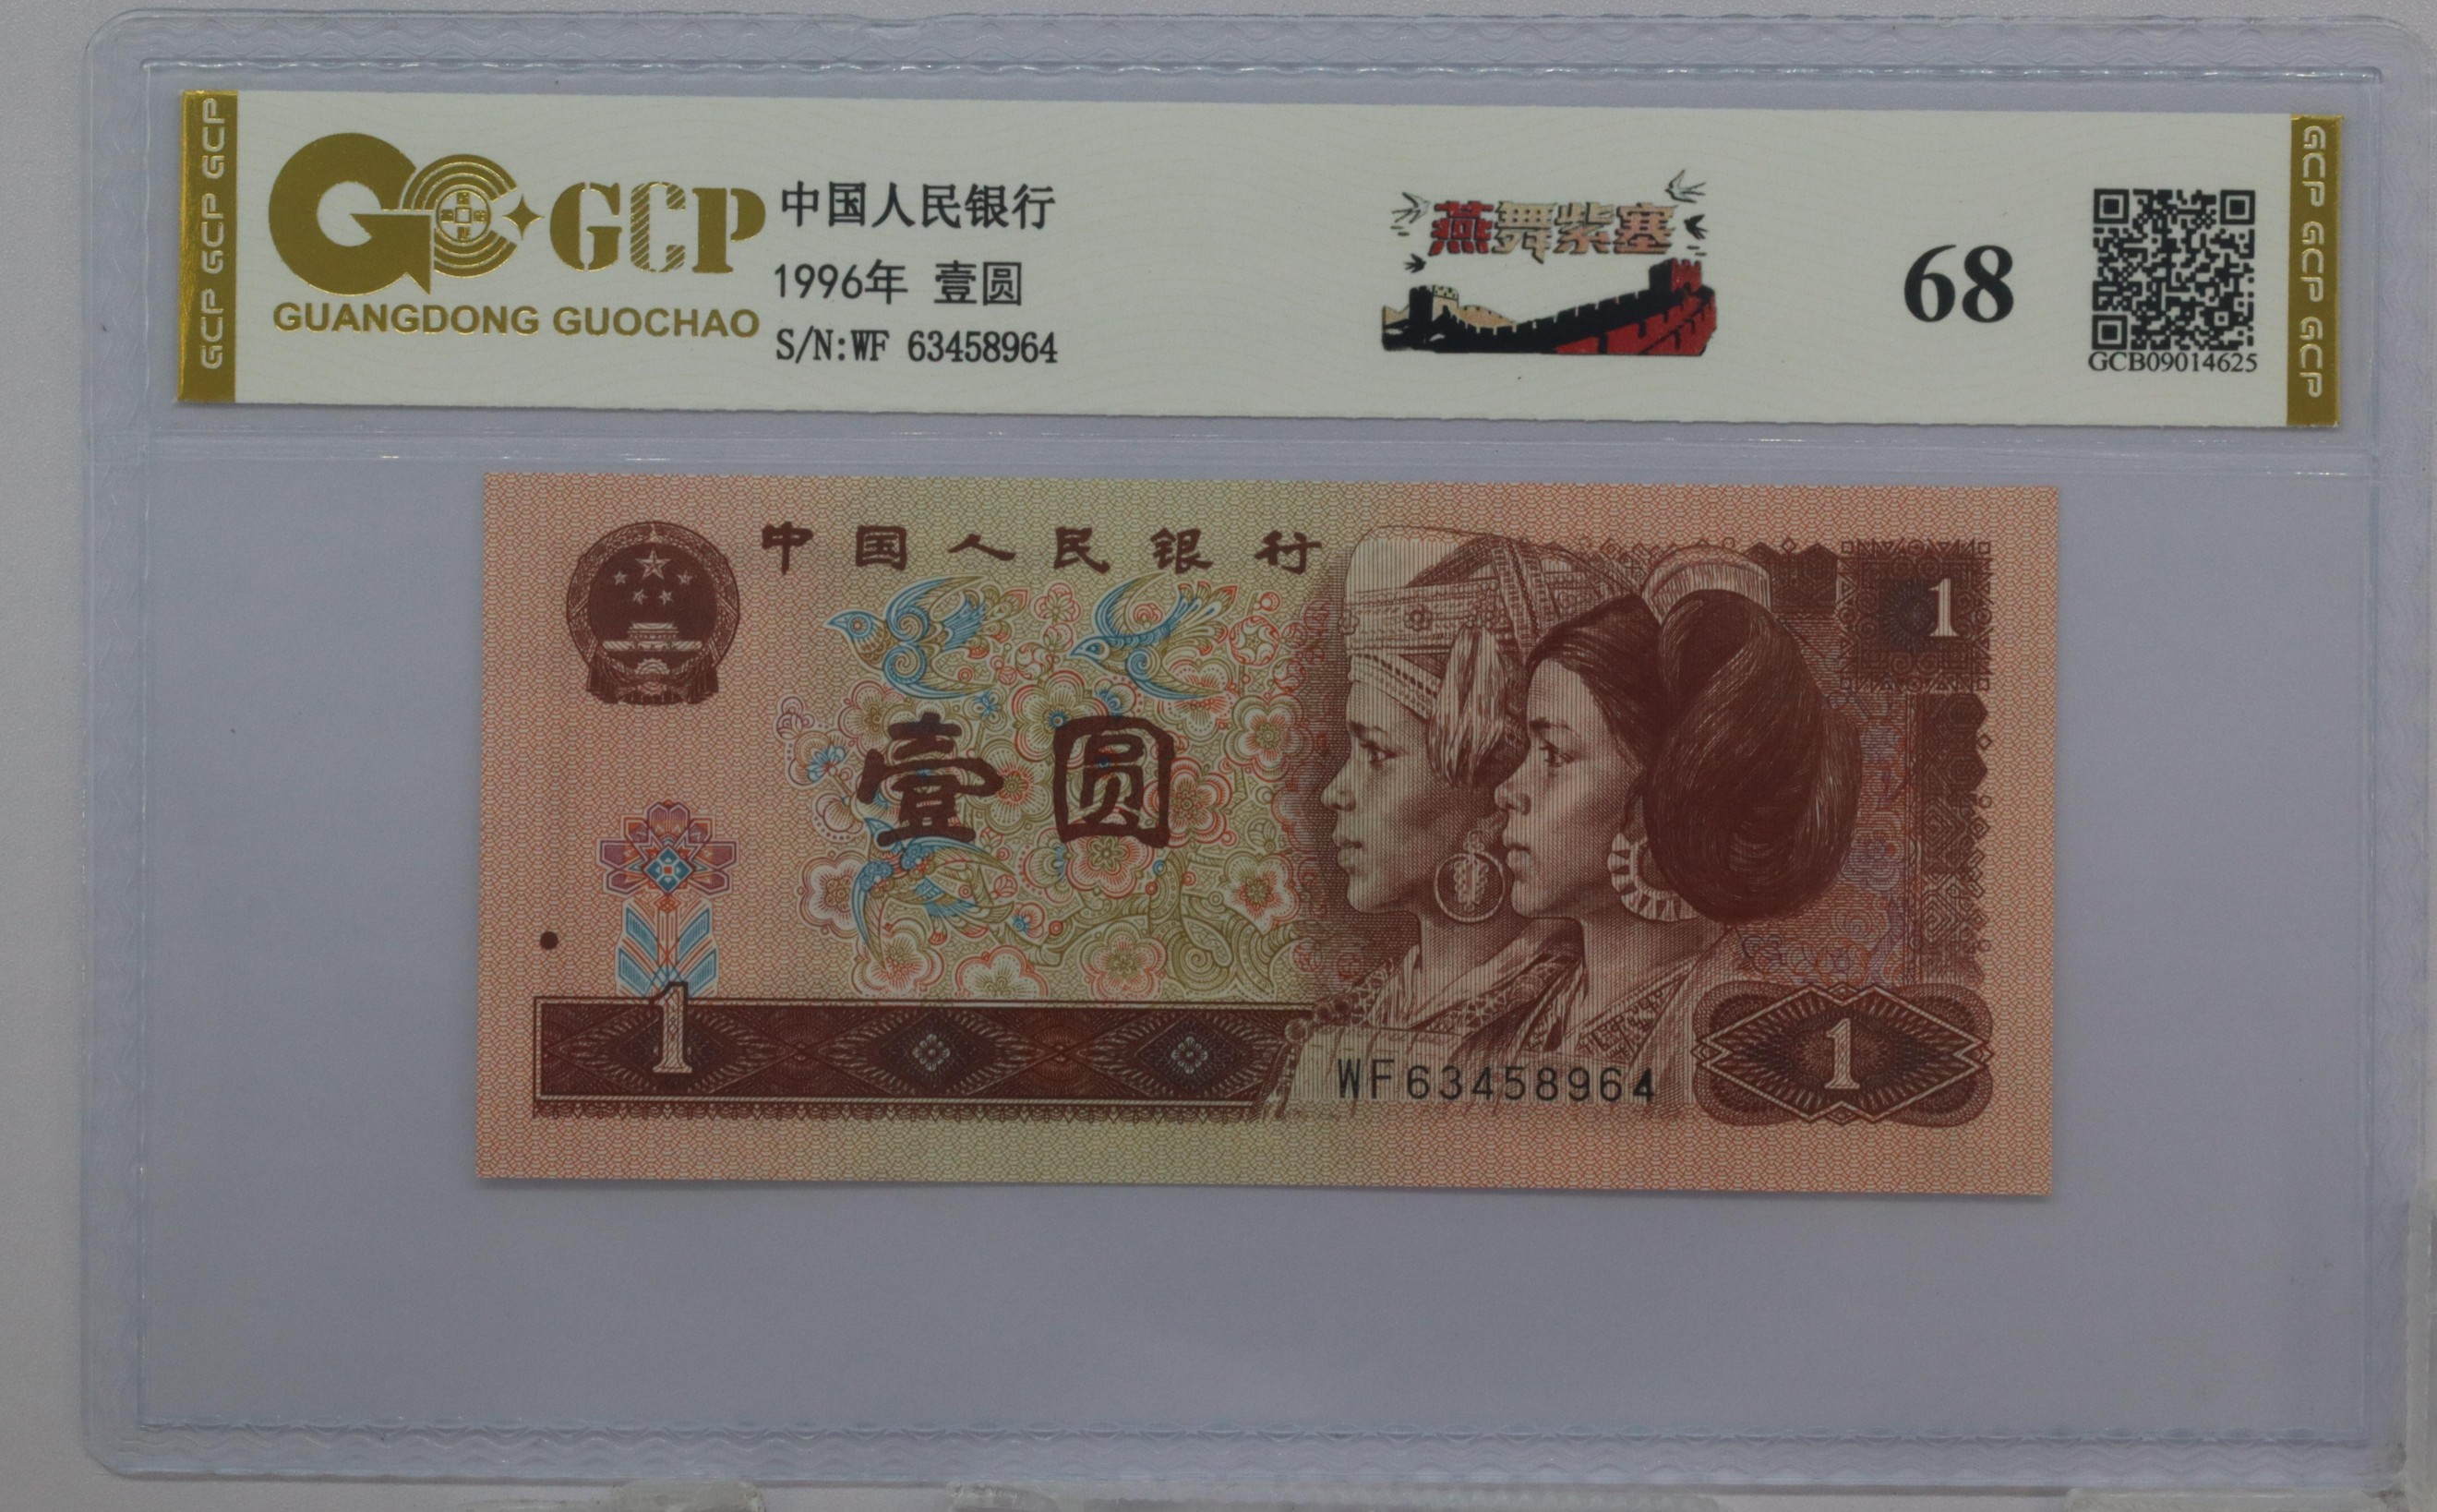 GCP GCP GCP
GCP
GUANGDONG GUOCHAO
中国人民银行
1996年 壹圆
S/N:WF 63458964
燕舞紫塞
68
GCB09014625
GCP GCP GCP
中国人民银行
1
壹圆
1
WF63458964
1